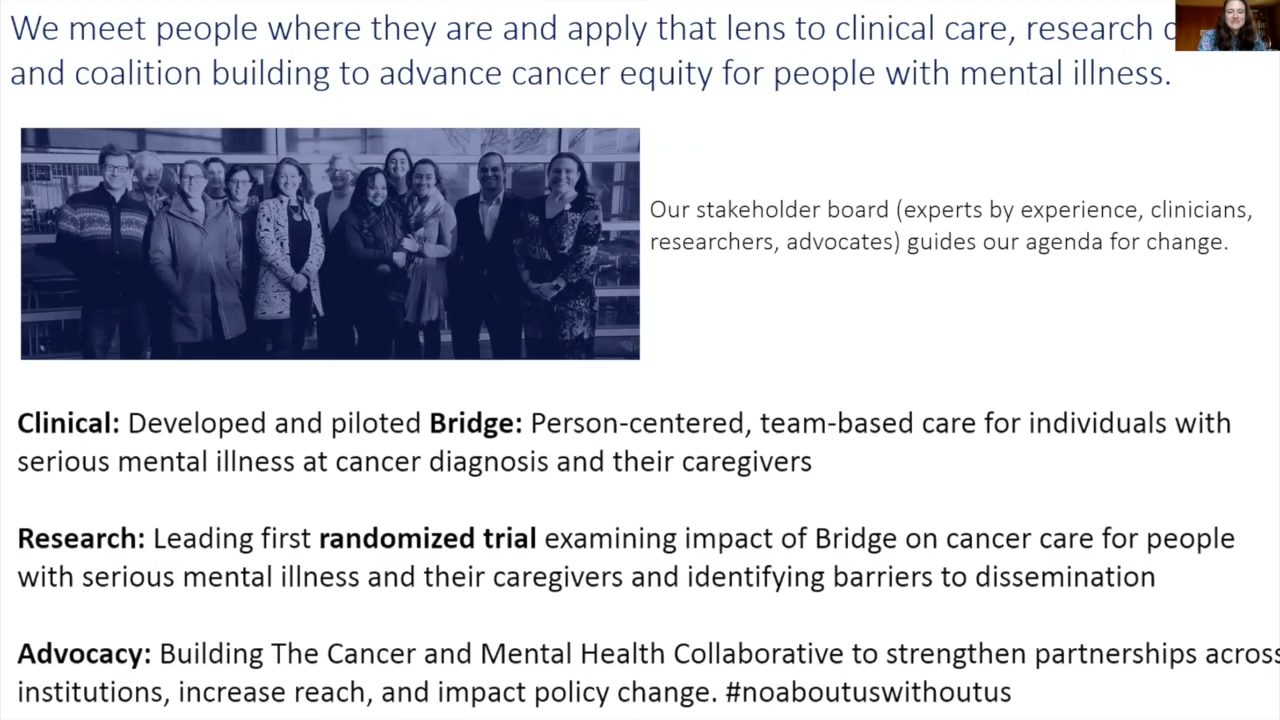 We meet people where they are and apply that lens to clinical care, research
and coalition building to advance cancer equity for people with mental illness.
Our stakeholder board (experts by experience, clinicians,
researchers, advocates) guides our agenda for change.
Clinical: Developed and piloted Bridge: Person-centered, team-based care for individuals with
serious mental illness at cancer diagnosis and their caregivers
Research: Leading first randomized trial examining impact of Bridge on cancer care for people
with serious mental illness and their caregivers and identifying barriers to dissemination
Advocacy: Building The Cancer and Mental Health Collaborative to strengthen partnerships across
institutions, increase reach, and impact policy change. #noaboutuswithoutus